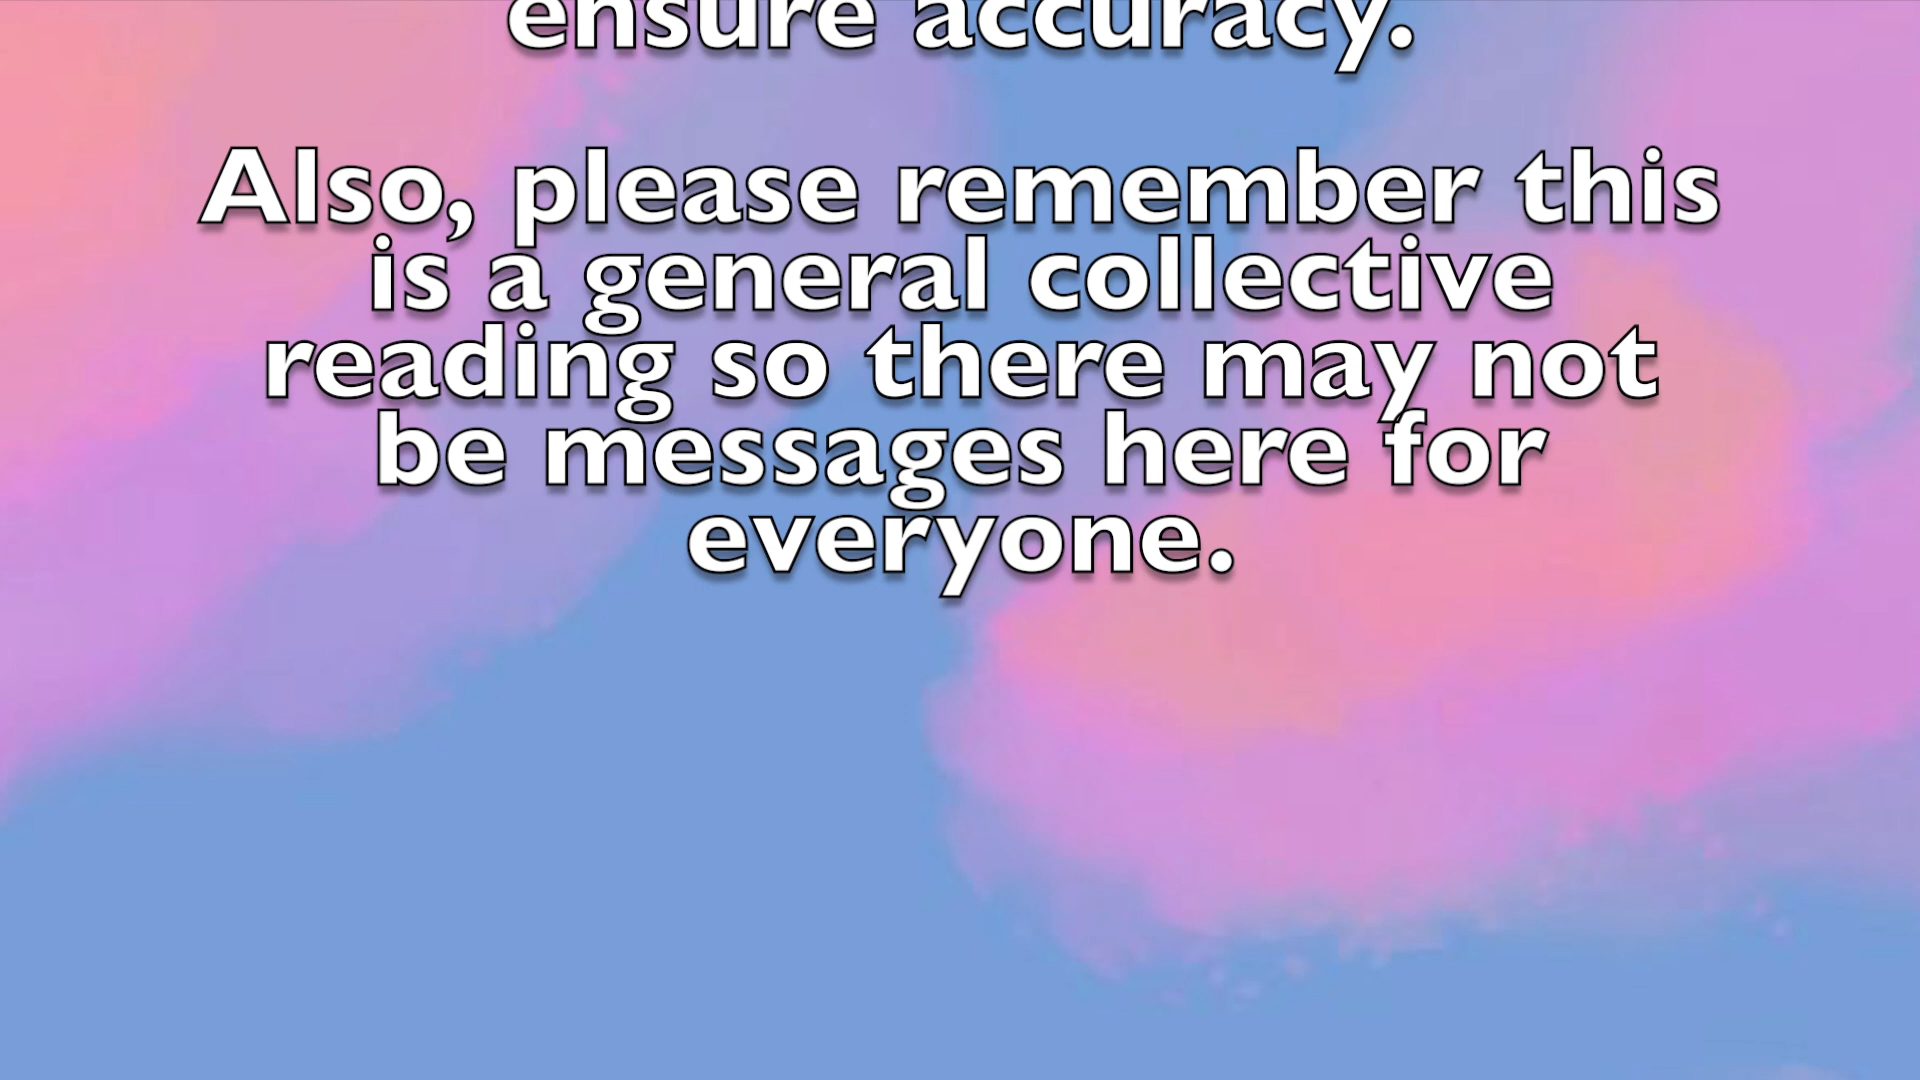 ensure accuracy.
Also, please remember this
is a general collective
reading so there may not
be messages here for
everyone.